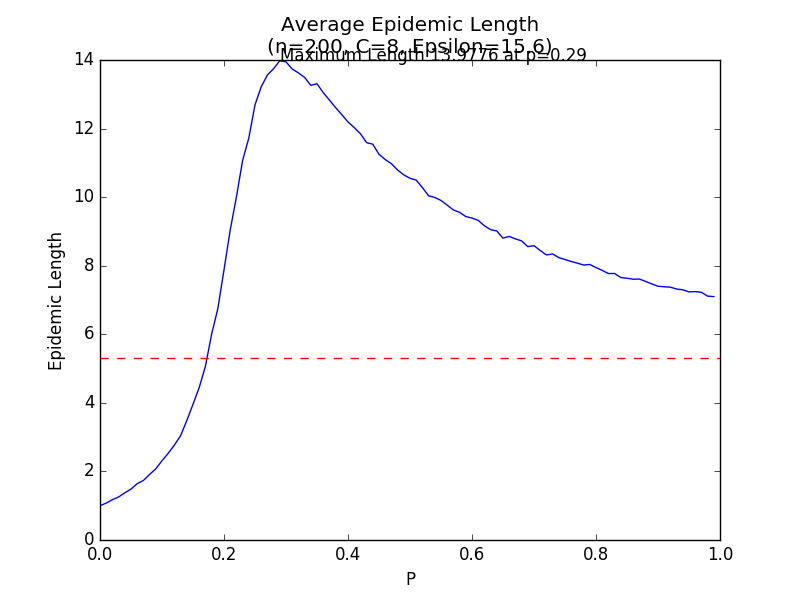 Average Epidemic Length
(n=200, C=8, Epsilon=15.6)
Maximum Length 13.9776 at p=0.29
14
12
10
8
6
4
2
0
Epidemic Length
0.0 0.2 0.4 0.6 0.8 1.0
P